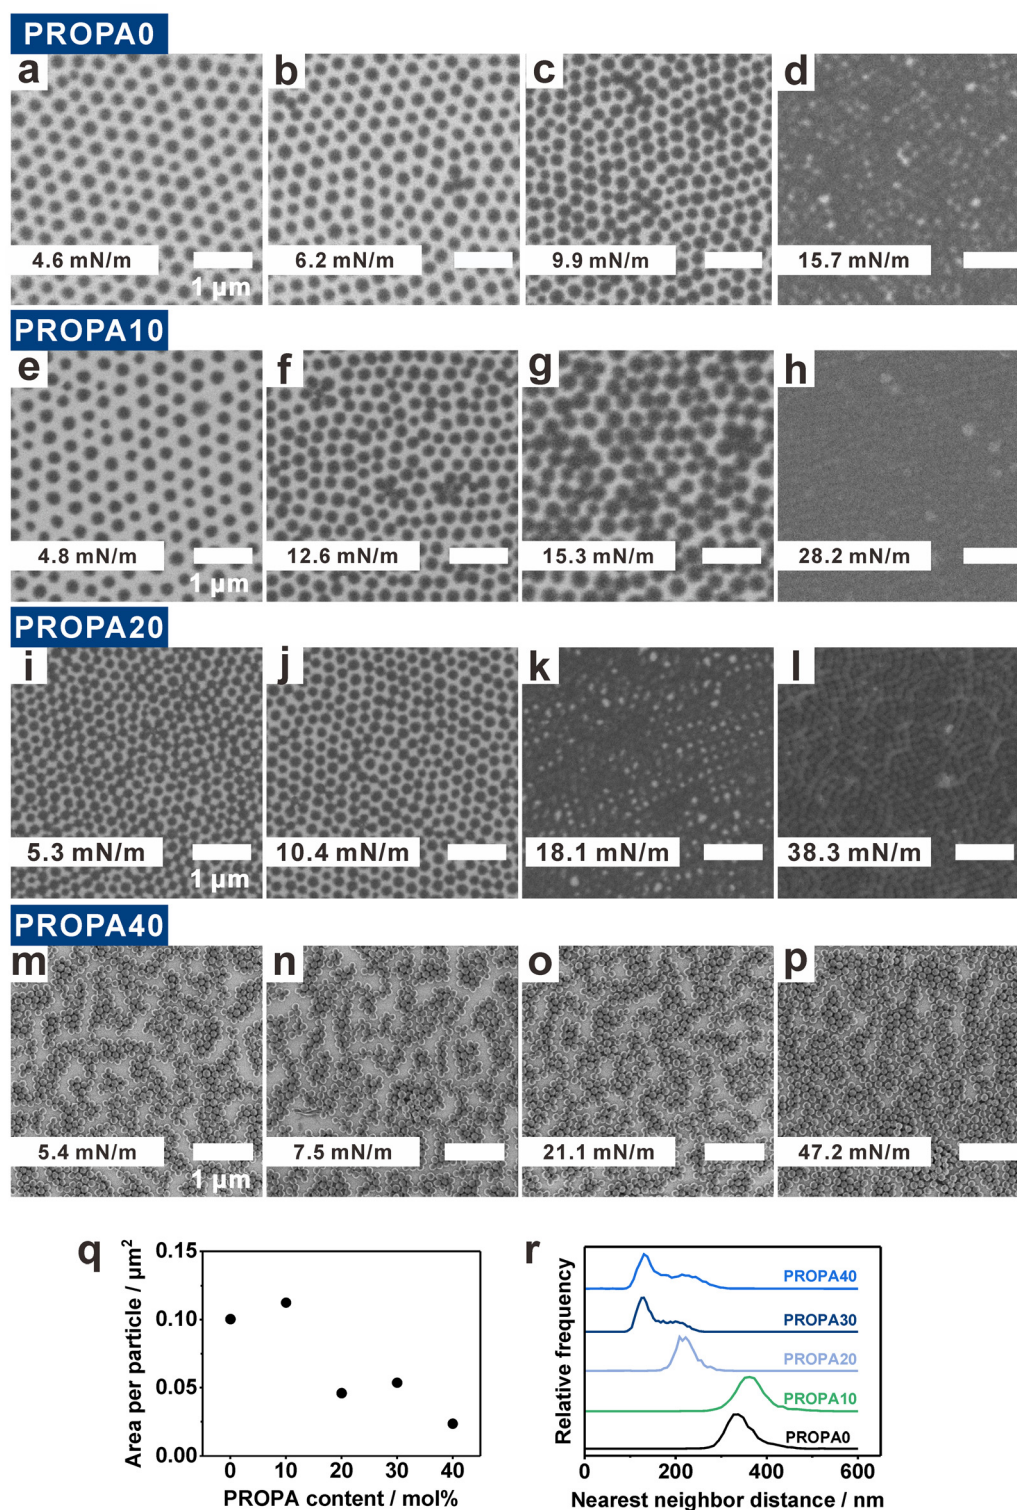 PROPA0
a
b
c
d
4.6 mN/m
6.2 mN/m
9.9 mN/m
15.7 mN/m
1 µm
PROPA10
e
f
g
h
4.8 mN/m
12.6 mN/m
15.3 mN/m
28.2 mN/m
1 µm
PROPA20
i
j
k
l
5.3 mN/m
10.4 mN/m
18.1 mN/m
38.3 mN/m
1 µm
PROPA40
m
n
o
p
5.4 mN/m
7.5 mN/m
21.1 mN/m
47.2 mN/m
1 µm
q
Area per particle / µm²
0.15
0.10
0.05
0.00
0 10 20 30 40
PROPA content / mol%
r
Relative frequency
PROPA40
PROPA30
PROPA20
PROPA10
PROPA0
0 200 400 600
Nearest neighbor distance / nm